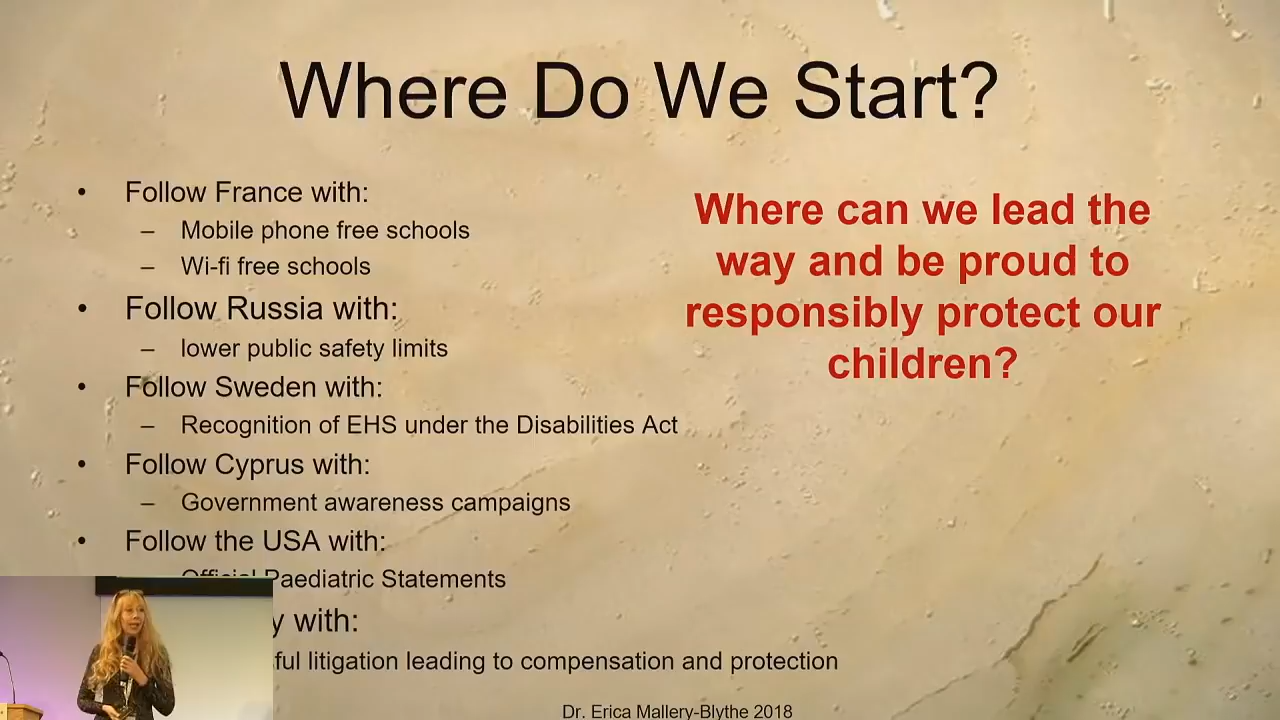 Where Do We Start?
• Follow France with:
– Mobile phone free schools
– Wi-fi free schools
• Follow Russia with:
– lower public safety limits
• Follow Sweden with:
– Recognition of EHS under the Disabilities Act
• Follow Cyprus with:
– Government awareness campaigns
• Follow the USA with:
Official Paediatric Statements
y with:
ful litigation leading to compensation and protection
Where can we lead the
way and be proud to
responsibly protect our
children?
Dr. Erica Mallery-Blythe 2018